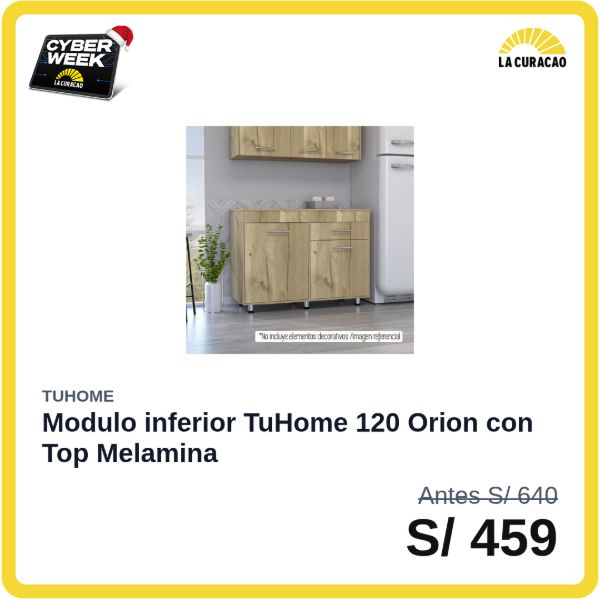 CYBER
WEEK
LA CURACAO
LA CURACAO
*No incluye elementos decorativos /Imagen referencial
TUHOME
Modulo inferior TuHome 120 Orion con
Top Melamina
Antes S/ 640
S/ 459